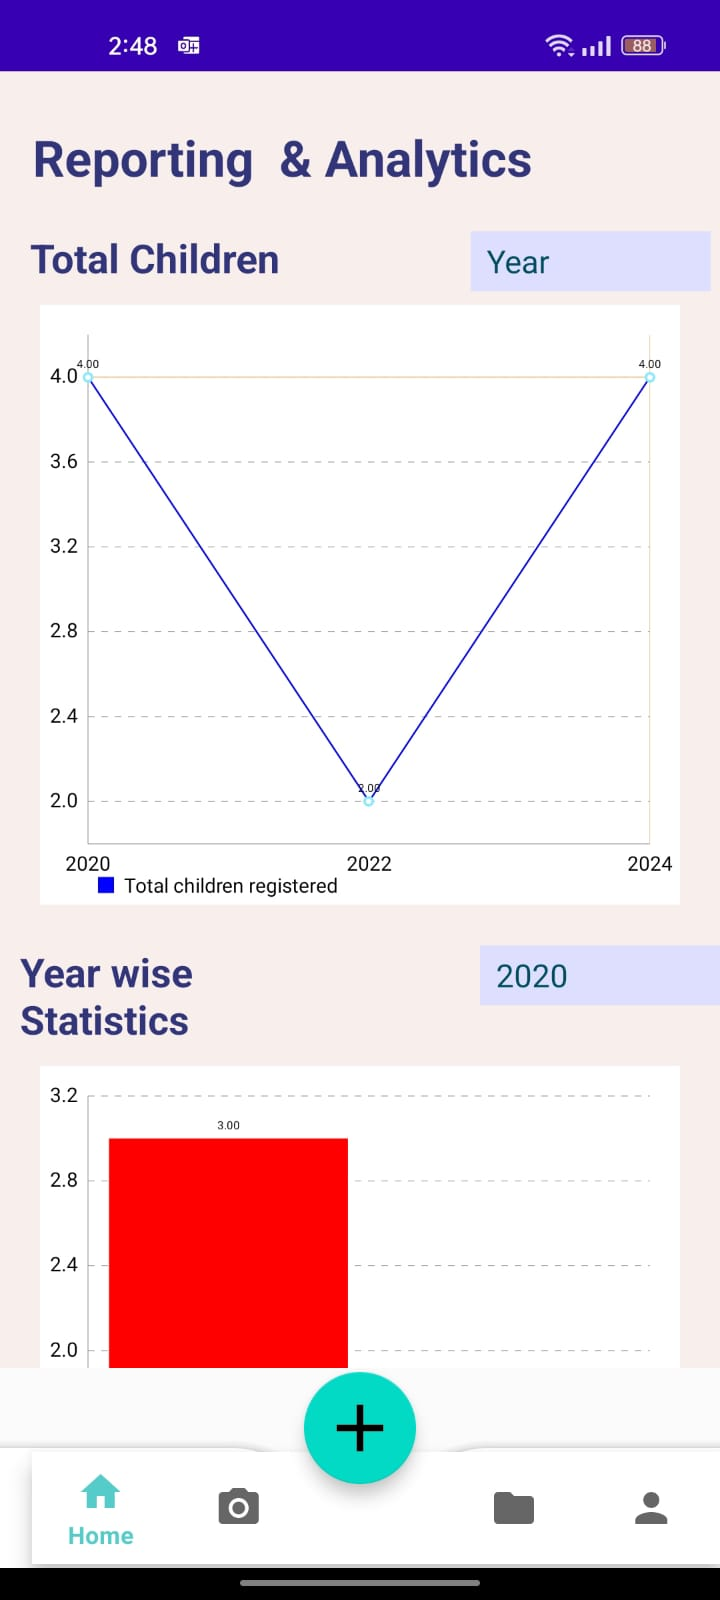 2:48
88
Reporting & Analytics
Total Children
Year
4.00
4.00
4.0
3.6
3.2
2.8
2.4
2.00
2.0
2020 2022 2024
Total children registered
Year wise
Statistics
2020
3.2
3.00
2.8
2.4
2.0
Home